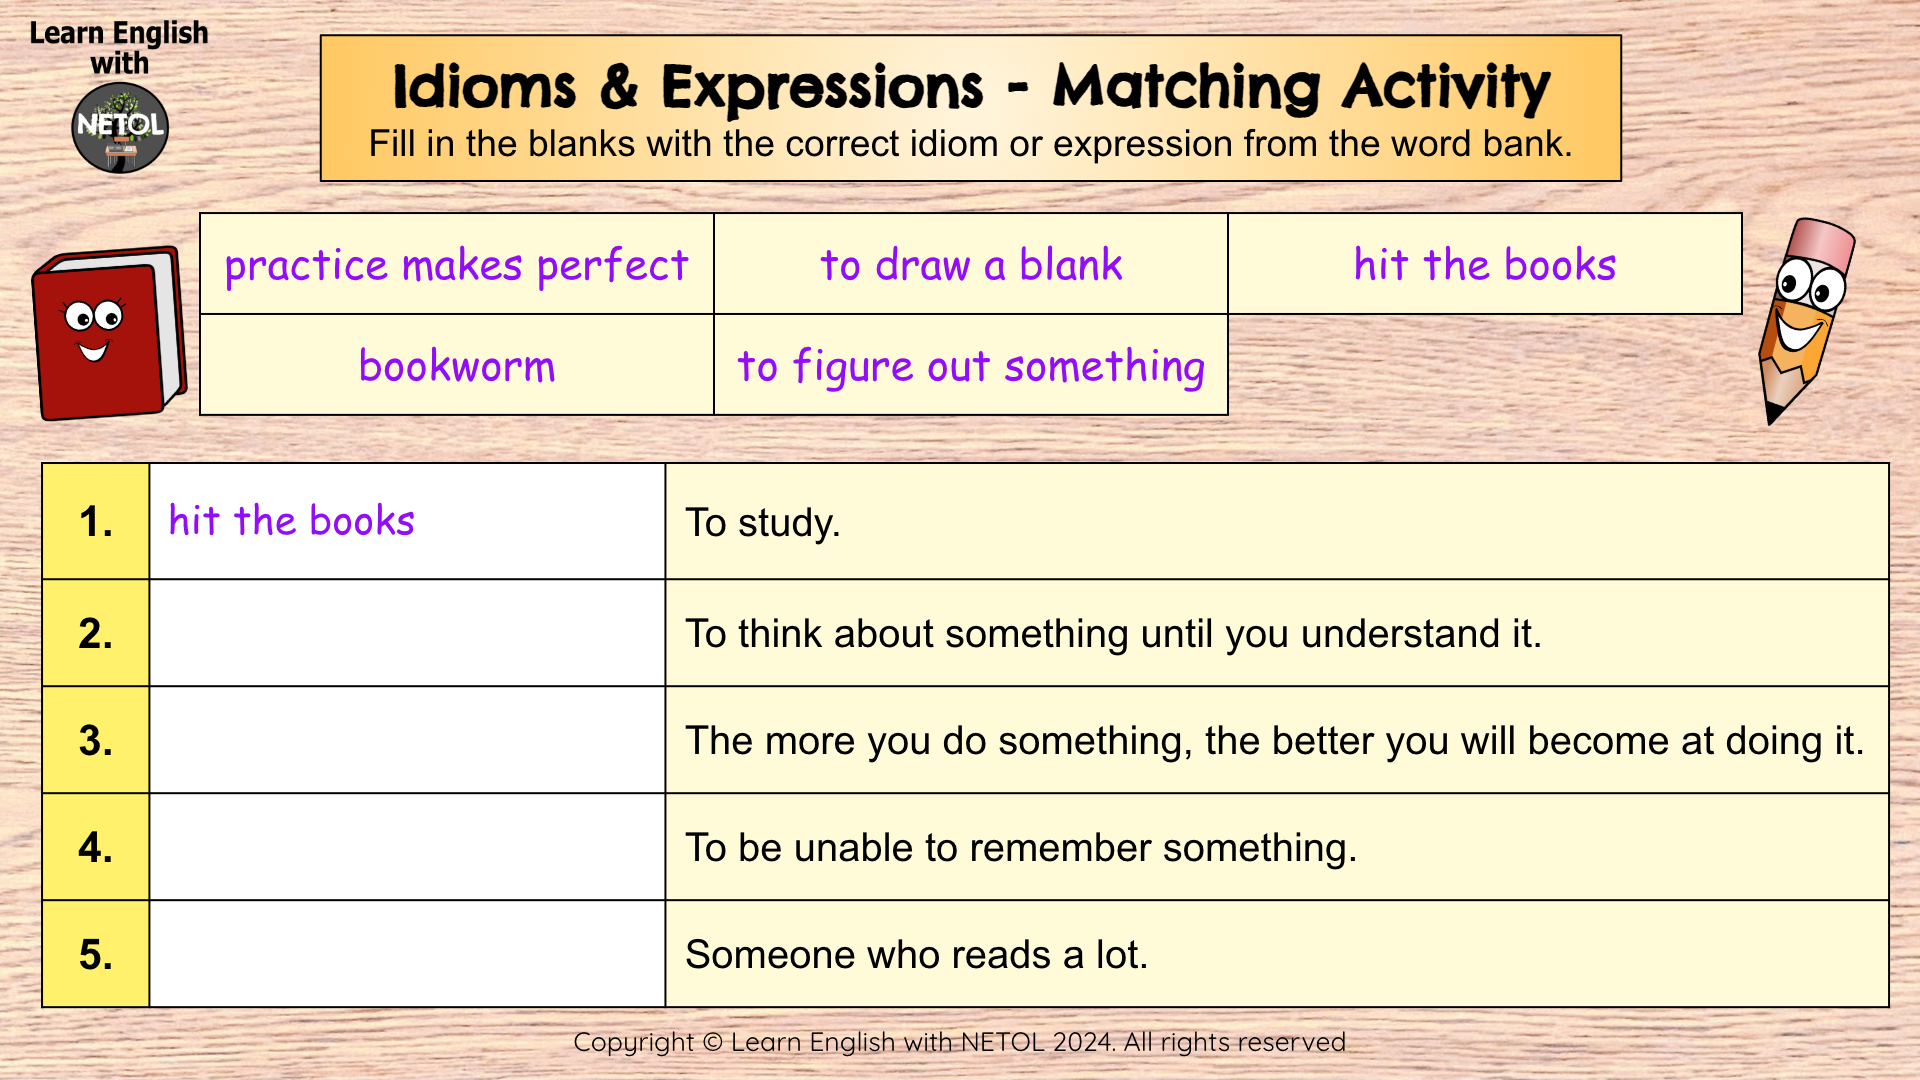 Learn English
with
NETOL
Idioms & Expressions - Matching Activity
Fill in the blanks with the correct idiom or expression from the word bank.
practice makes perfect
to draw a blank
hit the books
bookworm
to figure out something
1.
hit the books
To study.
2.
To think about something until you understand it.
3.
The more you do something, the better you will become at doing it.
4.
To be unable to remember something.
5.
Someone who reads a lot.
Copyright © Learn English with NETOL 2024. All rights reserved